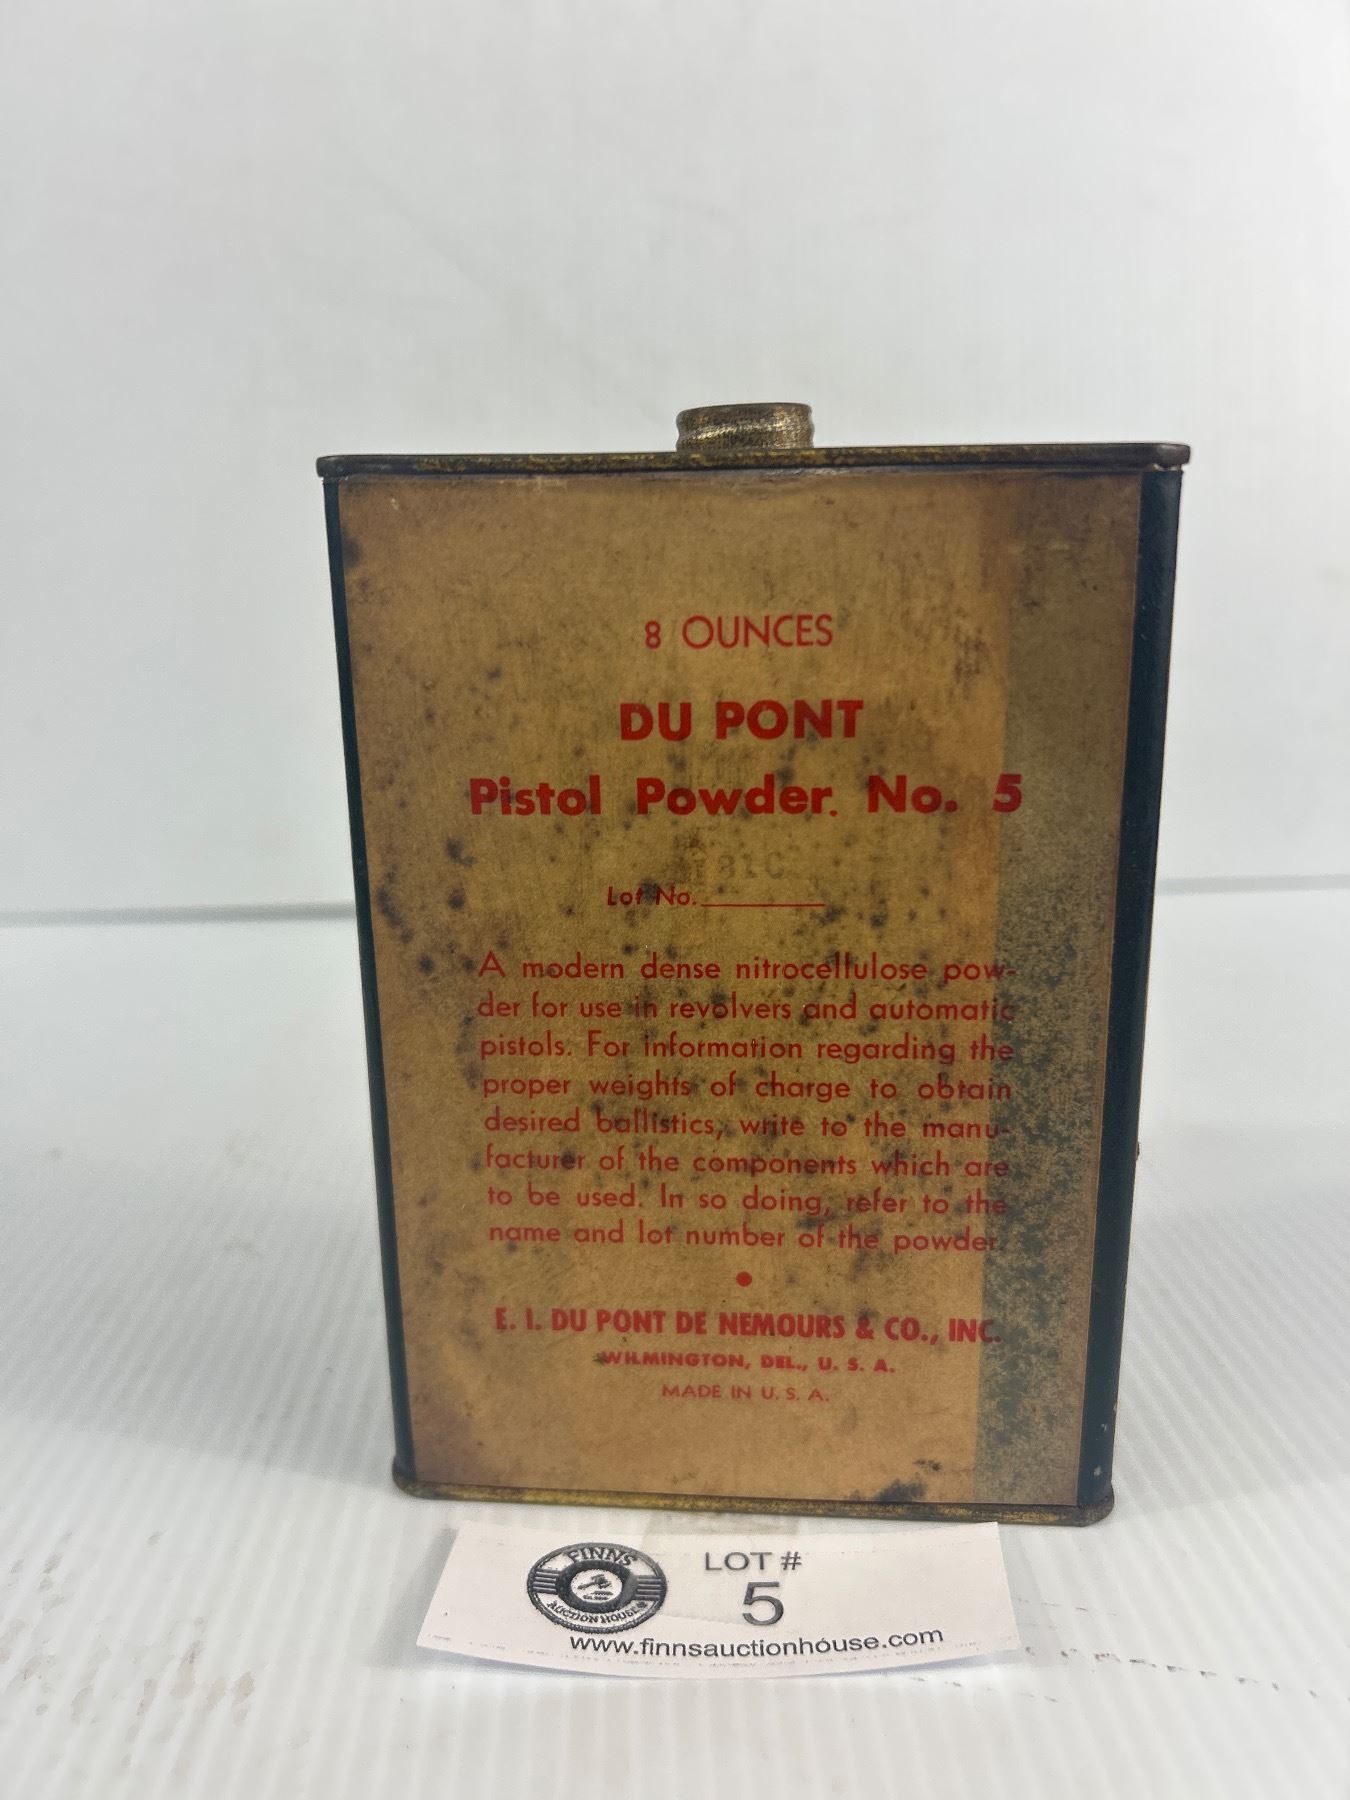 8 OUNCES
DU PONT
Pistol Powder. No. 5
Lot No.
A modern dense nitrocellulose pow-
der for use in revolvers and automatic
pistols. For information regarding the
proper weights of charge to obtain
desired ballistics, write to the manu-
facturer of the components which are
to be used. In so doing, refer to the
name and lot number of the powder.
E. I. DU PONT DE NEMOURS & CO., INC.
WILMINGTON, DEL., U. S. A.
MADE IN U. S. A.
FINNS
AUCTION HOUSE
LOT #
5
www.finnsauctionhouse.com